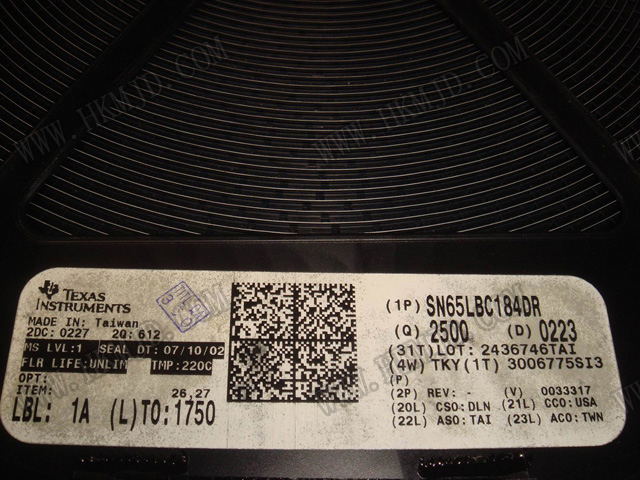 WWW.HKMJD.COM
WWW.HKMJD.COM
TEXAS
INSTRUMENTS
MADE IN: Taiwan
2DC: 0227 2Q: 612
MS LVL:1 SEAL DT: 07/10/02
FLR LIFE:UNLIM TMP:220C
OPT:
ITEM: 26,27
LBL: 1A (L)TO:1750
(1P) SN65LBC184DR
(Q) 2500 (D) 0223
(31T)LOT: 2436746TAI
(4W) TKY(1T) 3006775SI3
(P)
(2P) REV: - (V) 0033317
(20L) CSO:DLN (21L) CCO:USA
(22L) ASO:TAI (23L) ACO:TWN